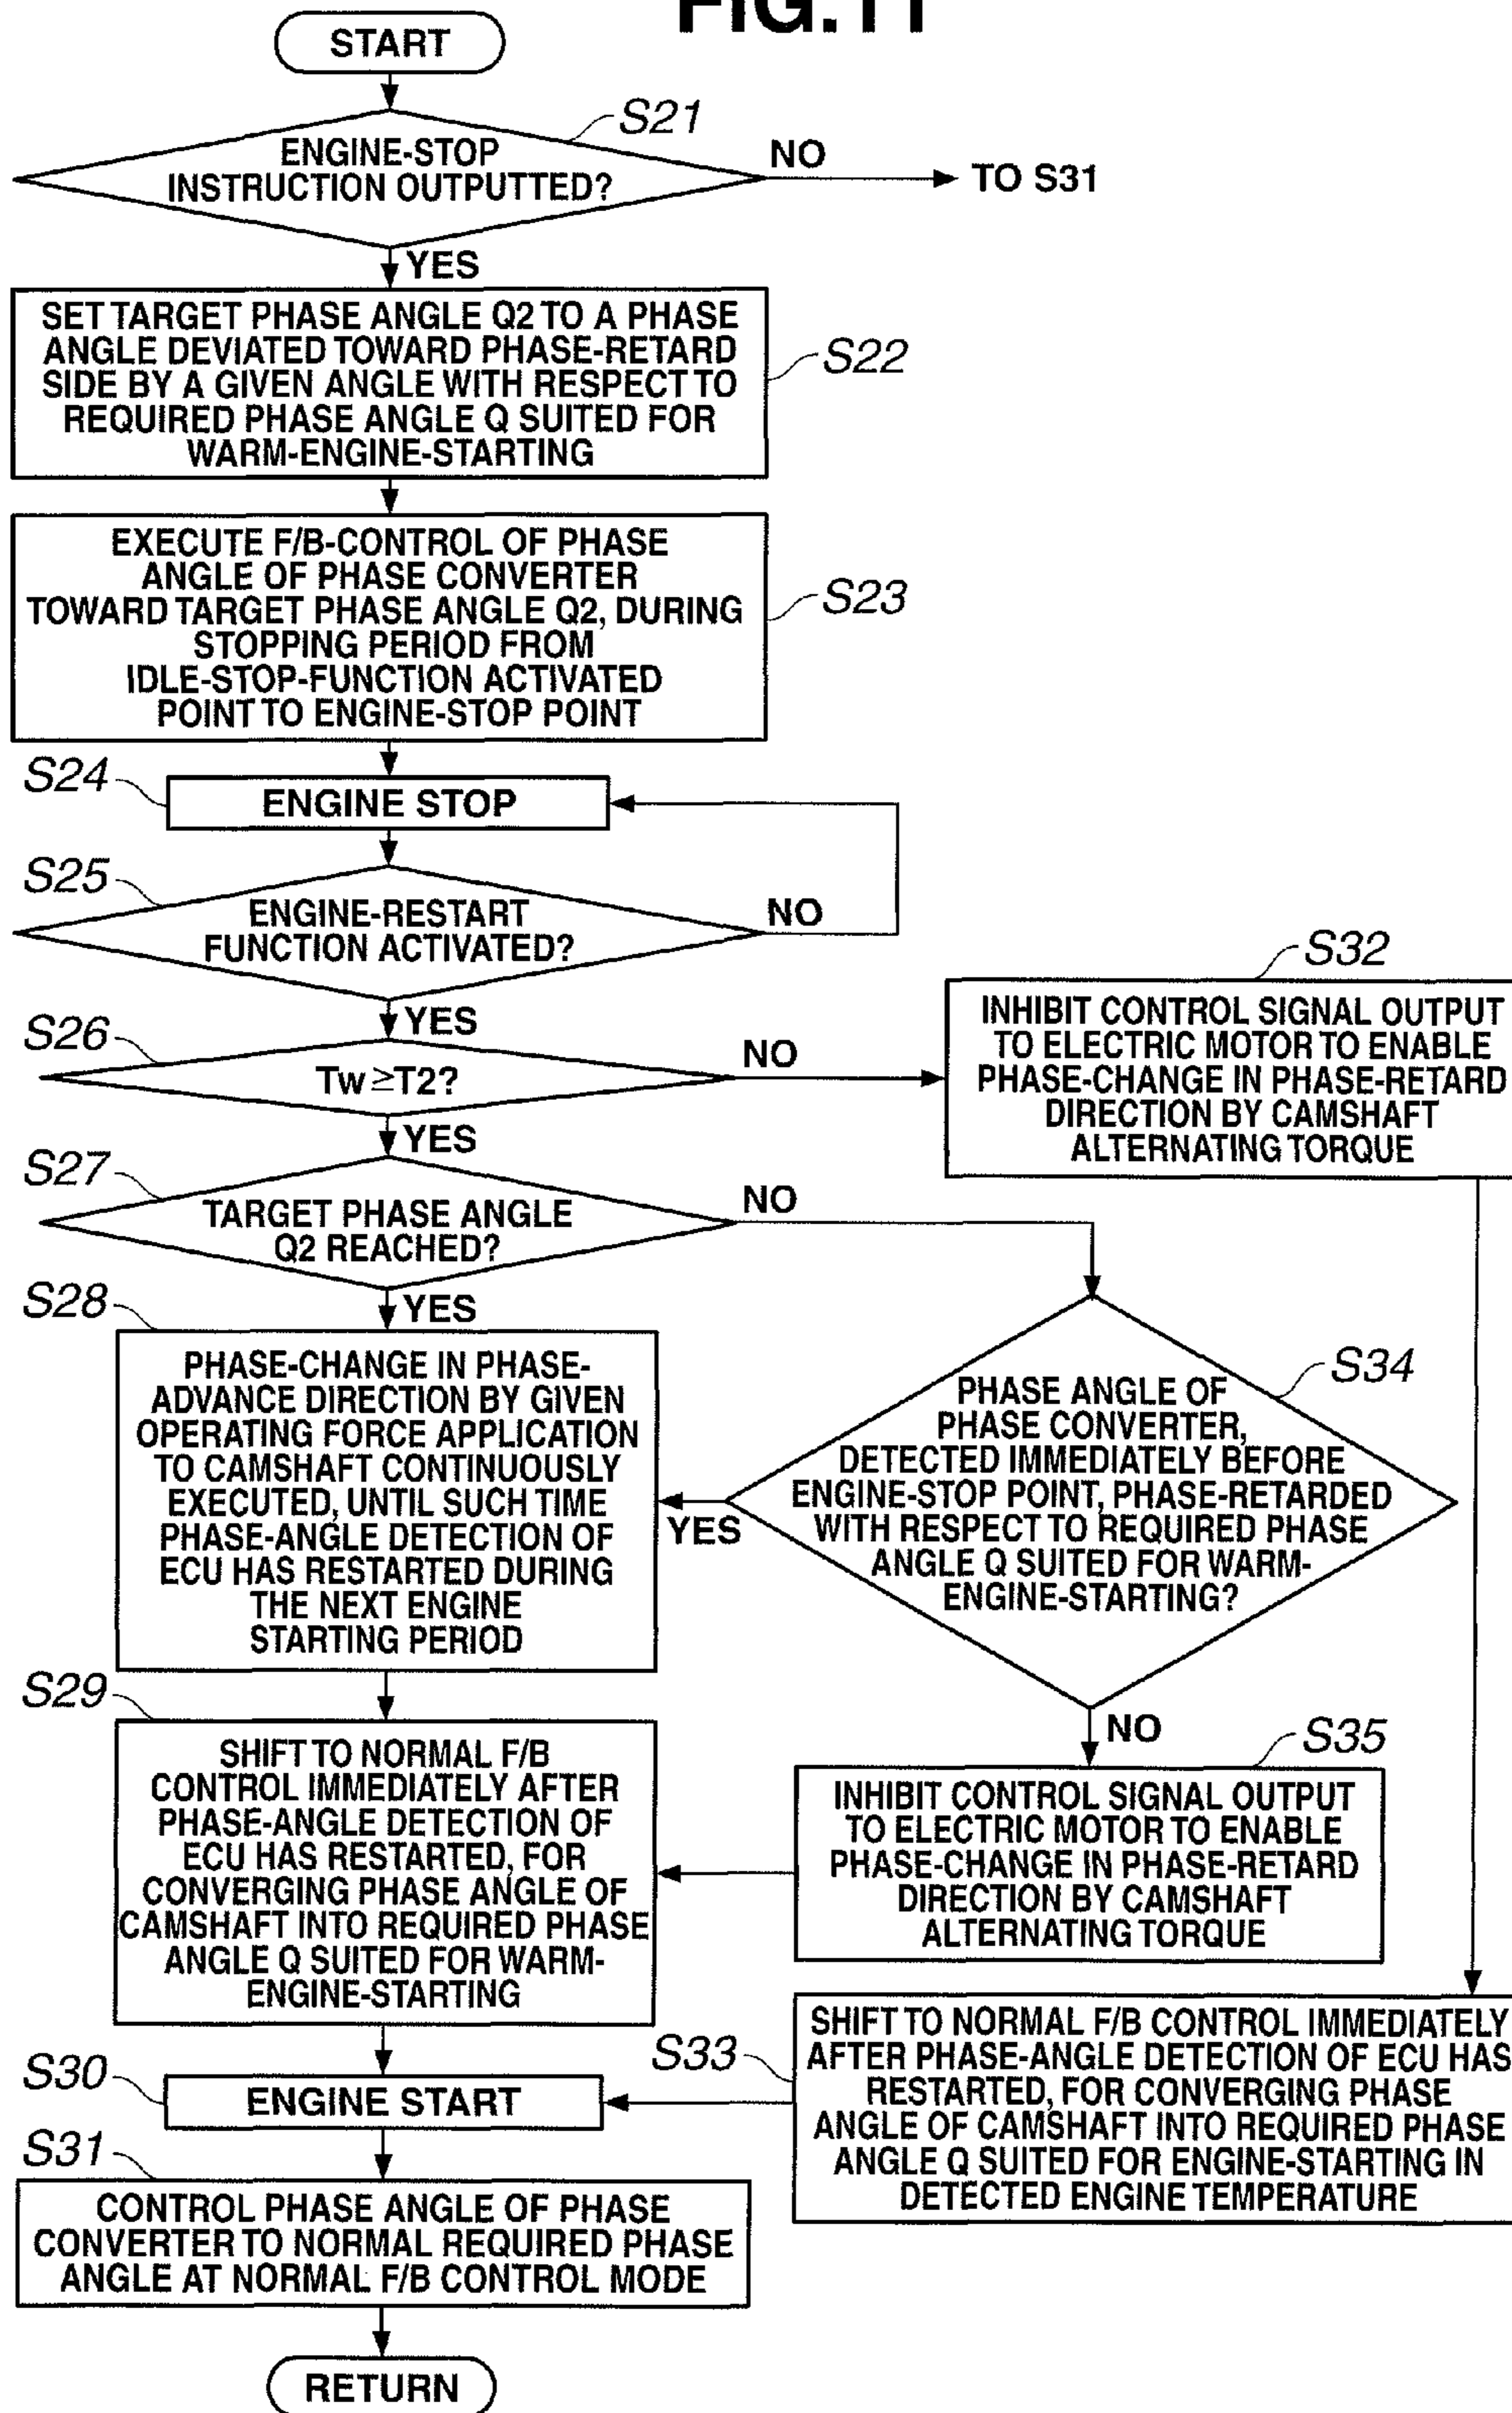 FIG.11
START
S21
ENGINE-STOP
INSTRUCTION OUTPUTTED?
NO
TO S31
YES
SET TARGET PHASE ANGLE Q2 TO A PHASE
ANGLE DEVIATED TOWARD PHASE-RETARD
SIDE BY A GIVEN ANGLE WITH RESPECT TO
REQUIRED PHASE ANGLE Q SUITED FOR
WARM-ENGINE-STARTING
S22
EXECUTE F/B-CONTROL OF PHASE
ANGLE OF PHASE CONVERTER
TOWARD TARGET PHASE ANGLE Q2, DURING
STOPPING PERIOD FROM
IDLE-STOP-FUNCTION ACTIVATED
POINT TO ENGINE-STOP POINT
S23
S24
ENGINE STOP
S25
ENGINE-RESTART
FUNCTION ACTIVATED?
NO
YES
S26
Tw≥T2?
NO
YES
S32
INHIBIT CONTROL SIGNAL OUTPUT
TO ELECTRIC MOTOR TO ENABLE
PHASE-CHANGE IN PHASE-RETARD
DIRECTION BY CAMSHAFT
ALTERNATING TORQUE
S27
TARGET PHASE ANGLE
Q2 REACHED?
NO
YES
S28
PHASE-CHANGE IN PHASE-
ADVANCE DIRECTION BY GIVEN
OPERATING FORCE APPLICATION
TO CAMSHAFT CONTINUOUSLY
EXECUTED, UNTIL SUCH TIME
PHASE-ANGLE DETECTION OF
ECU HAS RESTARTED DURING
THE NEXT ENGINE
STARTING PERIOD
S34
PHASE ANGLE OF
PHASE CONVERTER,
DETECTED IMMEDIATELY BEFORE
ENGINE-STOP POINT, PHASE-RETARDED
WITH RESPECT TO REQUIRED PHASE
ANGLE Q SUITED FOR WARM-
ENGINE-STARTING?
YES
NO
S29
SHIFT TO NORMAL F/B
CONTROL IMMEDIATELY AFTER
PHASE-ANGLE DETECTION OF
ECU HAS RESTARTED, FOR
CONVERGING PHASE ANGLE OF
CAMSHAFT INTO REQUIRED PHASE
ANGLE Q SUITED FOR WARM-
ENGINE-STARTING
S35
INHIBIT CONTROL SIGNAL OUTPUT
TO ELECTRIC MOTOR TO ENABLE
PHASE-CHANGE IN PHASE-RETARD
DIRECTION BY CAMSHAFT
ALTERNATING TORQUE
S33
SHIFT TO NORMAL F/B CONTROL IMMEDIATELY
AFTER PHASE-ANGLE DETECTION OF ECU HAS
RESTARTED, FOR CONVERGING PHASE
ANGLE OF CAMSHAFT INTO REQUIRED PHASE
ANGLE Q SUITED FOR ENGINE-STARTING IN
DETECTED ENGINE TEMPERATURE
S30
ENGINE START
S31
CONTROL PHASE ANGLE OF PHASE
CONVERTER TO NORMAL REQUIRED PHASE
ANGLE AT NORMAL F/B CONTROL MODE
RETURN